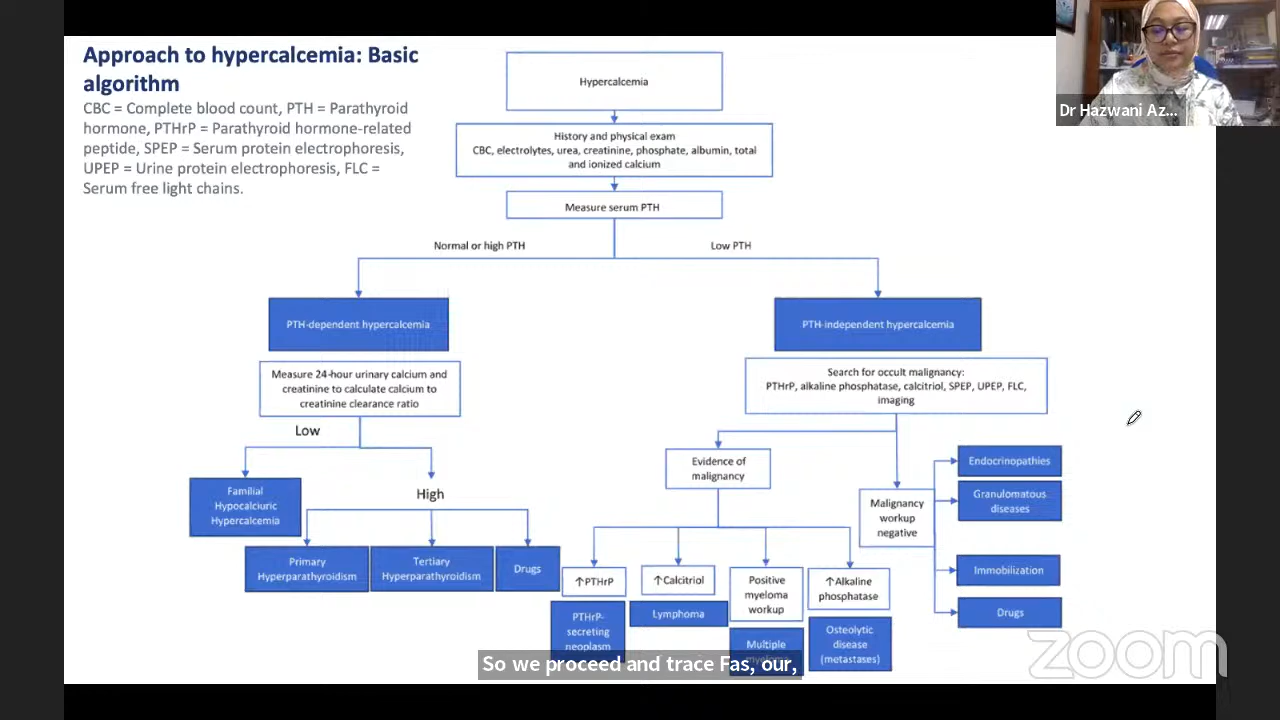 Approach to hypercalcemia: Basic
algorithm
CBC = Complete blood count, PTH = Parathyroid
hormone, PTHrP = Parathyroid hormone-related
peptide, SPEP = Serum protein electrophoresis,
UPEP = Urine protein electrophoresis, FLC =
Serum free light chains.
Dr Hazwani Az...
Hypercalcemia
History and physical exam
CBC, electrolytes, urea, creatinine, phosphate, albumin, total
and ionized calcium
Measure serum PTH
Normal or high PTH
Low PTH
PTH-dependent hypercalcemia
PTH-independent hypercalcemia
Measure 24-hour urinary calcium and
creatinine to calculate calcium to
creatinine clearance ratio
Search for occult malignancy:
PTHrP, alkaline phosphatase, calcitriol, SPEP, UPEP, FLC,
imaging
Low
High
Familial
Hypocalciuric
Hypercalcemia
Primary
Hyperparathyroidism
Tertiary
Hyperparathyroidism
Drugs
Evidence of
malignancy
Malignancy
workup
negative
Endocrinopathies
Granulomatous
diseases
Immobilization
Drugs
↑PTHrP
↑Calcitriol
Positive
myeloma
workup
↑Alkaline
phosphatase
PTHrP-
secreting
neoplasm
Lymphoma
Multiple
Osteolytic
disease
(metastases)
So we proceed and trace Fas, our,
zoom